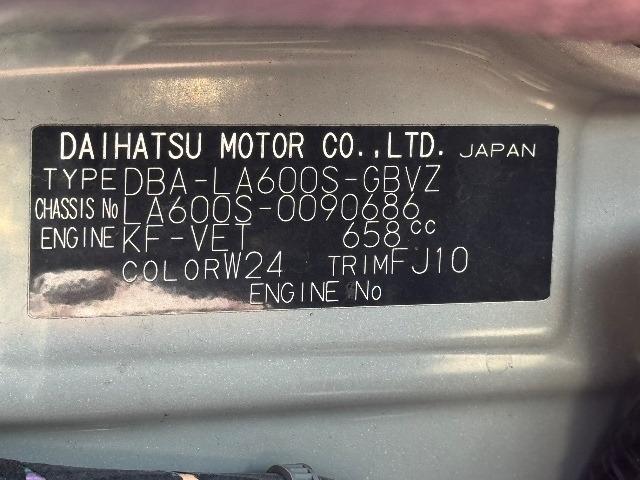 DAIHATSU MOTOR CO.,LTD. JAPAN
TYPE DBA-LA600S-GBVZ
CHASSIS No LA600S-0090686
ENGINE KF-VET 658cc
COLOR W24 TRIM FJ10
ENGINE No